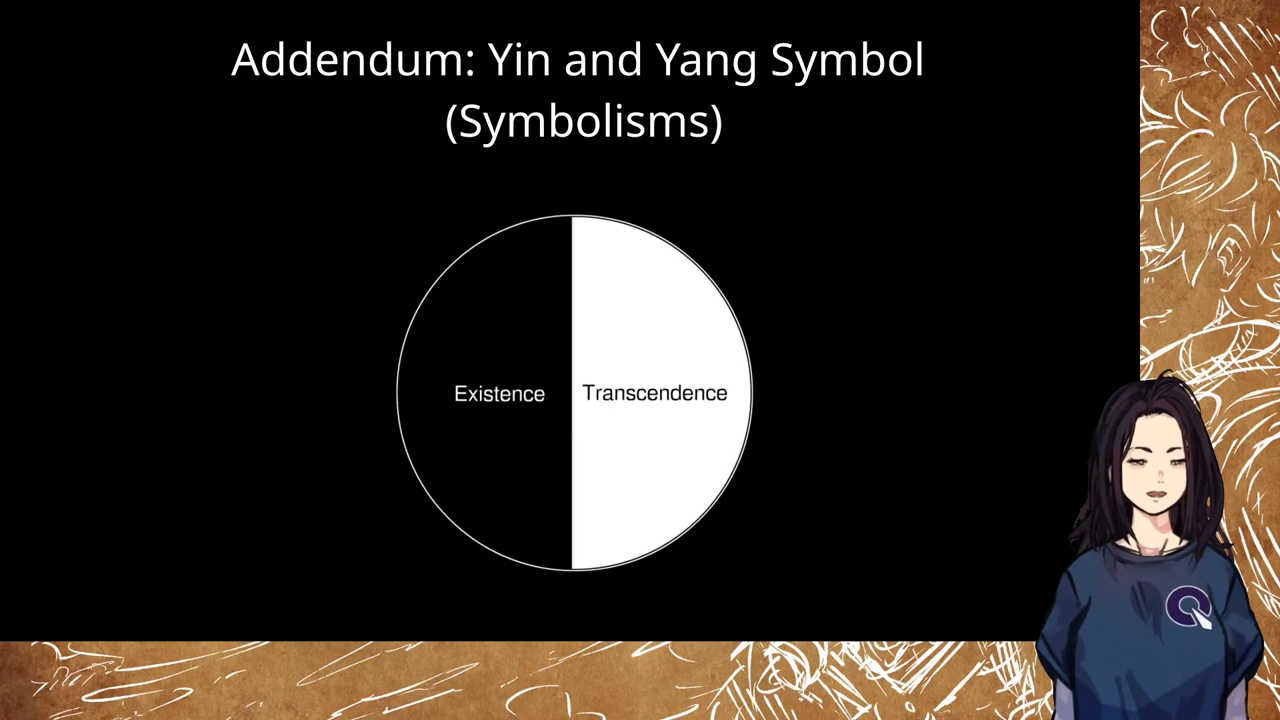 Addendum: Yin and Yang Symbol
(Symbolisms)
Existence
Transcendence